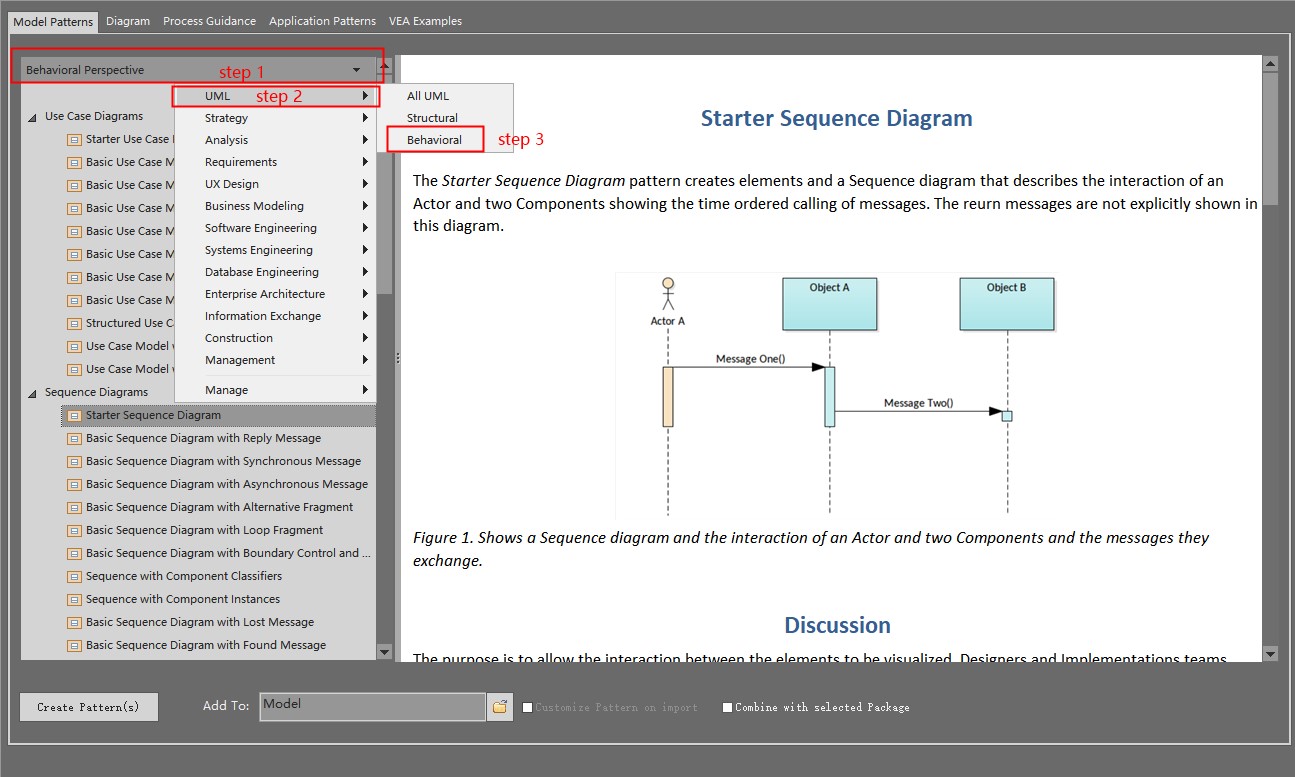 Model Patterns Diagram Process Guidance Application Patterns VEA Examples
Behavioral Perspective step 1
UML step 2
Strategy
Analysis
Requirements
UX Design
Business Modeling
Software Engineering
Systems Engineering
Database Engineering
Enterprise Architecture
Information Exchange
Construction
Management
Manage
All UML
Structural
Behavioral step 3
Use Case Diagrams
Starter Use Case
Basic Use Case M
Basic Use Case M
Basic Use Case M
Basic Use Case M
Basic Use Case M
Basic Use Case M
Basic Use Case M
Structured Use C
Use Case Model
Use Case Model
Sequence Diagrams
Starter Sequence Diagram
Basic Sequence Diagram with Reply Message
Basic Sequence Diagram with Synchronous Message
Basic Sequence Diagram with Asynchronous Message
Basic Sequence Diagram with Alternative Fragment
Basic Sequence Diagram with Loop Fragment
Basic Sequence Diagram with Boundary Control and ...
Sequence with Component Classifiers
Sequence with Component Instances
Basic Sequence Diagram with Lost Message
Basic Sequence Diagram with Found Message
Starter Sequence Diagram
The Starter Sequence Diagram pattern creates elements and a Sequence diagram that describes the interaction of an
Actor and two Components showing the time ordered calling of messages. The reurn messages are not explicitly shown in
this diagram.
Object A
Object B
Actor A
Message One()
Message Two()
Figure 1. Shows a Sequence diagram and the interaction of an Actor and two Components and the messages they
exchange.
Discussion
The purpose is to allow the interaction between the elements to be visualized. Designers and Implementations teams
Create Pattern(s) Add To: Model Customize Pattern on import Combine with selected Package